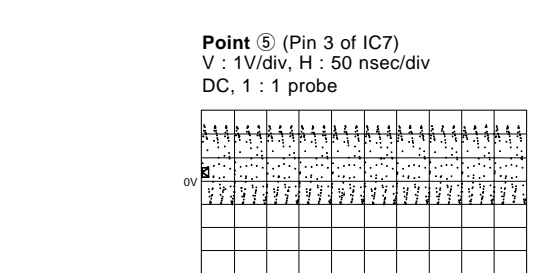 Point ⑤ (Pin 3 of IC7)
V : 1V/div, H : 50 nsec/div
DC, 1 : 1 probe
0V